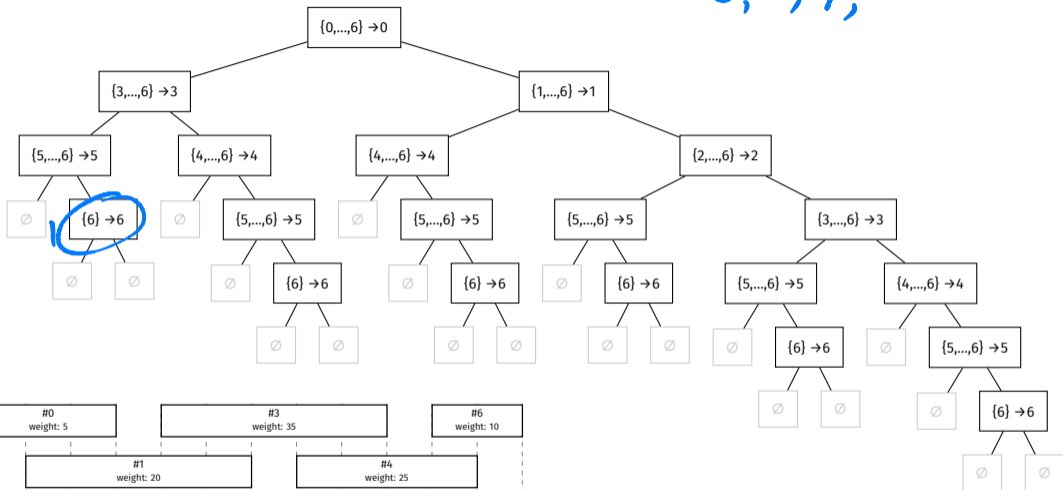 {0,...,6} →0
{3,...,6} →3 {1,...,6} →1
{5,...,6} →5 {4,...,6} →4 {4,...,6} →4 {2,...,6} →2
∅ {6} →6 ∅ {5,...,6} →5 ∅ {5,...,6} →5 {5,...,6} →5 {3,...,6} →3
∅ ∅ ∅ {6} →6 ∅ {6} →6 ∅ {6} →6 {5,...,6} →5 {4,...,6} →4
∅ ∅ ∅ ∅ ∅ ∅ ∅ {6} →6 ∅ {5,...,6} →5
∅ ∅ ∅ {6} →6
∅ ∅
#0
weight: 5
#3
weight: 35
#6
weight: 10
#1
weight: 20
#4
weight: 25